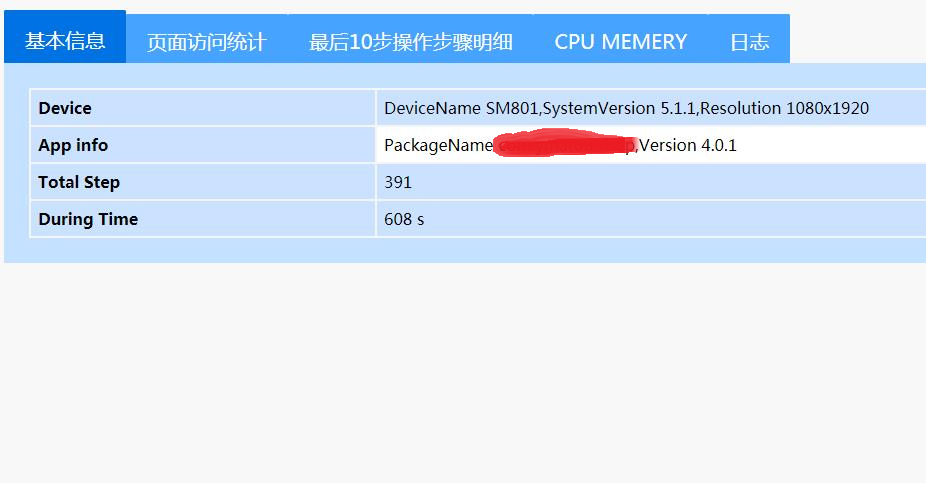 基本信息 页面访问统计 最后10步操作步骤明细 CPU MEMERY 日志
Device DeviceName SM801,SystemVersion 5.1.1,Resolution 1080x1920
App info PackageName ,Version 4.0.1
Total Step 391
During Time 608 s